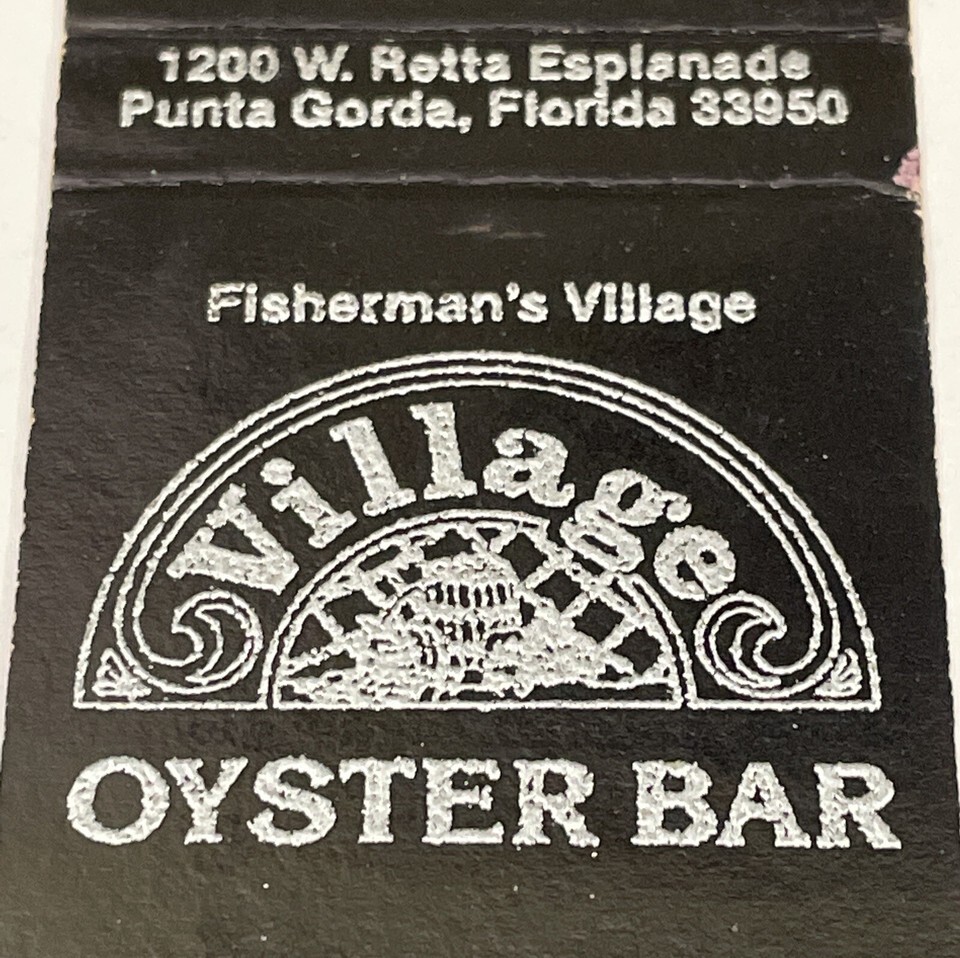 1200 W. Retta Esplanade
Punta Gorda, Florida 33950
Fisherman's Village
Village
OYSTER BAR